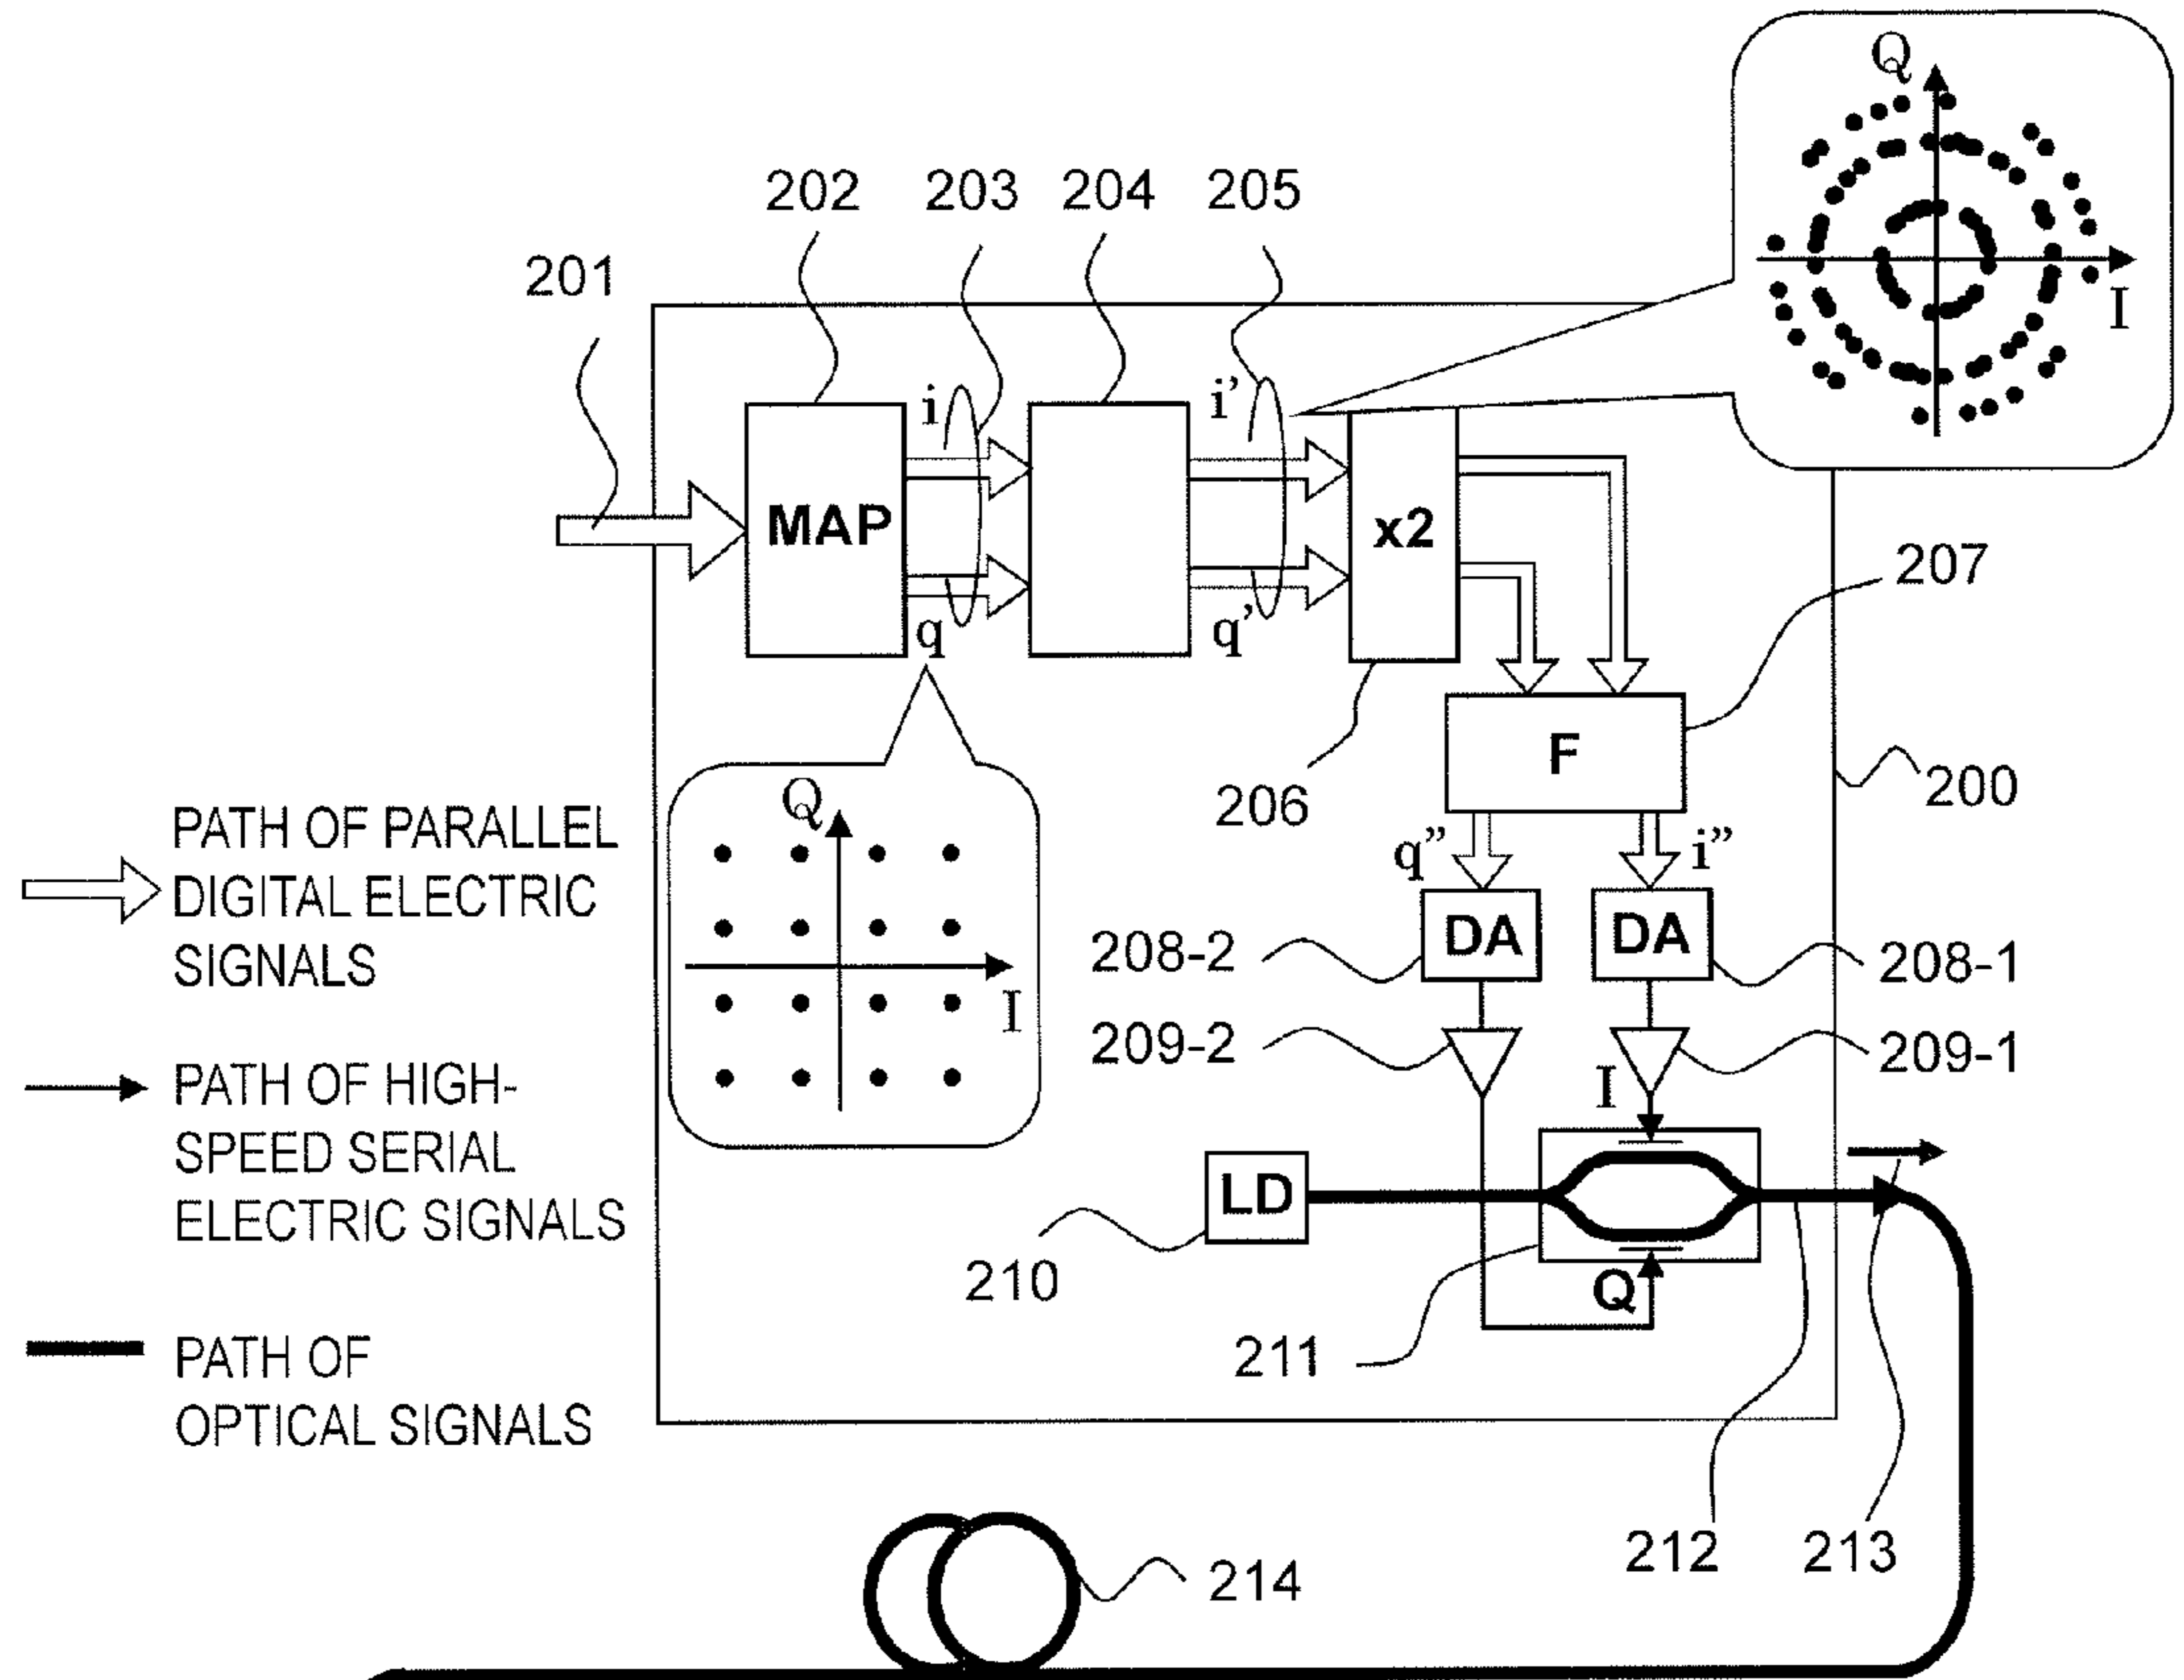 Q
I
202
203
204
205
201
i
i’
MAP
x2
q
q’
207
F
206
200
Q
I
q”
i”
PATH OF PARALLEL
DIGITAL ELECTRIC
SIGNALS
208-2
DA
DA
208-1
209-2
209-1
PATH OF HIGH-
SPEED SERIAL
ELECTRIC SIGNALS
I
LD
210
Q
211
PATH OF
OPTICAL SIGNALS
212
213
214